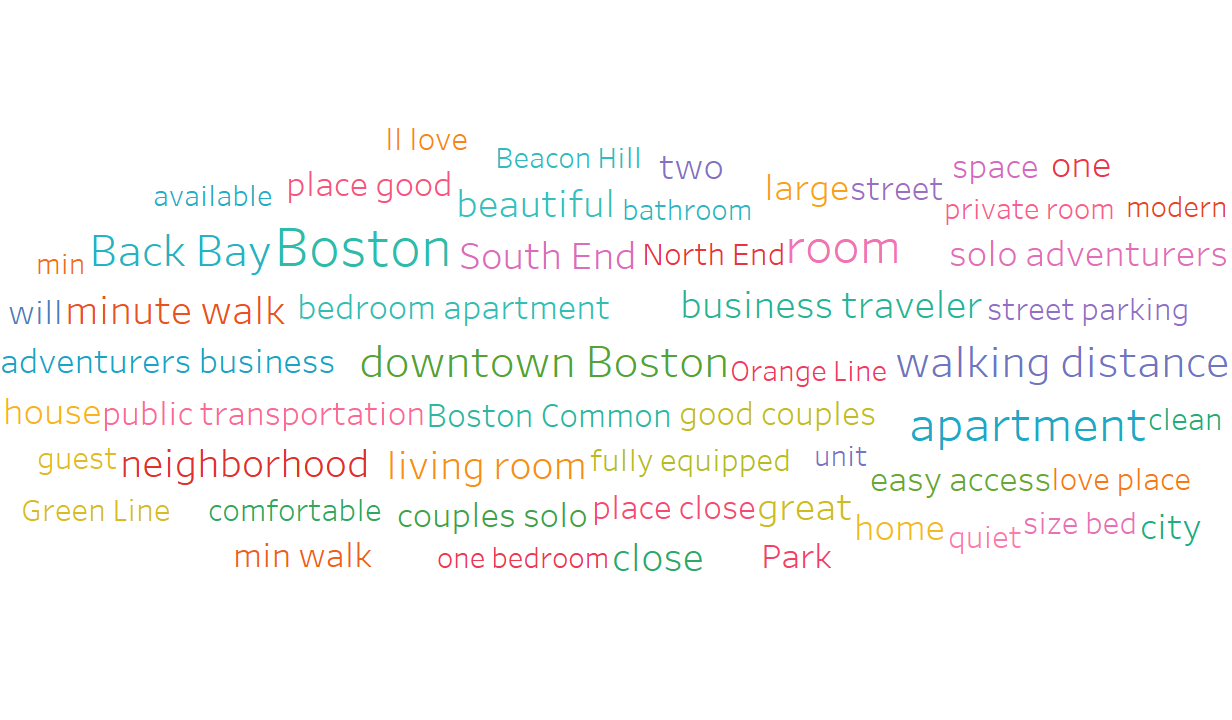 ll love
Beacon Hill
two
space
one
available
place good
beautiful
bathroom
large
street
private room
modern
min
Back Bay
Boston
South End
North End
room
solo adventurers
will
minute walk
bedroom apartment
business traveler
street parking
adventurers business
downtown Boston
Orange Line
walking distance
house
public transportation
Boston Common
good couples
apartment
clean
guest
neighborhood
living room
fully equipped
unit
easy access
love place
Green Line
comfortable
couples solo
place close
great
home
quiet
size bed
city
min walk
one bedroom
close
Park